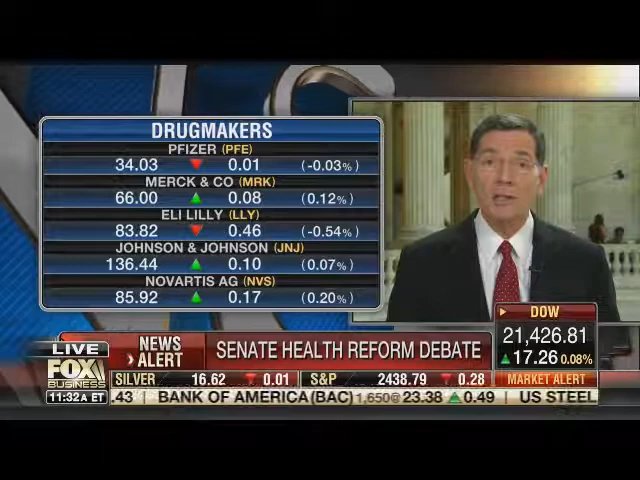 DRUGMAKERS
PFIZER (PFE)
34.03 ▼ 0.01 (-0.03%)
MERCK & CO (MRK)
66.00 ▲ 0.08 (0.12%)
ELI LILLY (LLY)
83.82 ▼ 0.46 (-0.54%)
JOHNSON & JOHNSON (JNJ)
136.44 ▲ 0.10 (0.07%)
NOVARTIS AG (NVS)
85.92 ▲ 0.17 (0.20%)
DOW
21,426.81
▲17.26 0.08%
MARKET ALERT
NEWS
ALERT
SENATE HEALTH REFORM DEBATE
LIVE
FOX
BUSINESS
11:32A ET
SILVER 16.62 ▼ 0.01 S&P 2438.79 ▼ 0.28
.43 BANK OF AMERICA(BAC) 1,650@23.38 ▲0.49 US STEEL